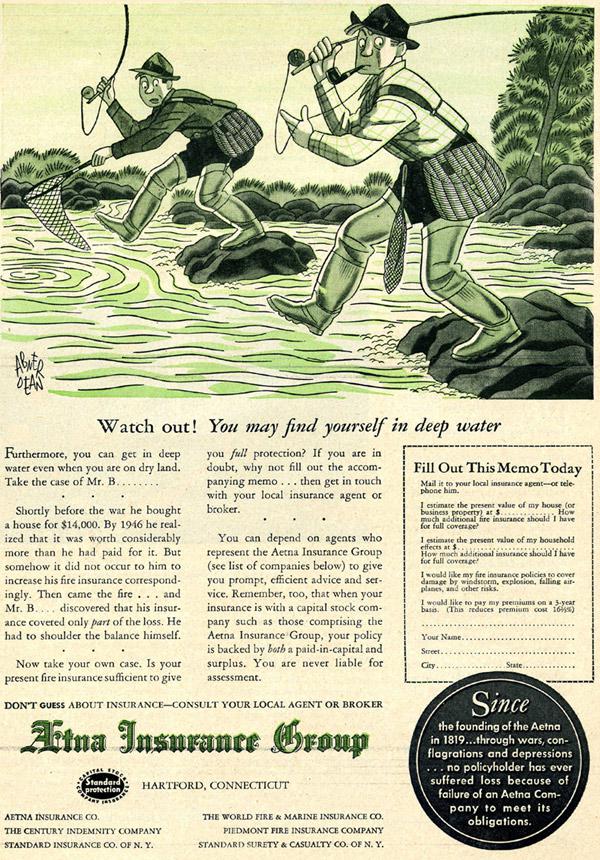 ABNER
DEAN
Watch out! You may find yourself in deep water
Furthermore, you can get in deep
water even when you are on dry land.
Take the case of Mr. B........
. . .
Shortly before the war he bought
a house for $14,000. By 1946 he real-
ized that it was worth considerably
more than he had paid for it. But
somehow it did not occur to him to
increase his fire insurance correspond-
ingly. Then came the fire . . . and
Mr. B.... discovered that his insur-
ance covered only part of the loss. He
had to shoulder the balance himself.
. . .
Now take your own case. Is your
present fire insurance sufficient to give
you full protection? If you are in
doubt, why not fill out the accom-
panying memo . . . then get in touch
with your local insurance agent or
broker.
. . .
You can depend on agents who
represent the Aetna Insurance Group
(see list of companies below) to give
you prompt, efficient advice and ser-
vice. Remember, too, that when your
insurance is with a capital stock com-
pany such as those comprising the
Aetna Insurance Group, your policy
is backed by both a paid-in-capital and
surplus. You are never liable for
assessment.
Fill Out This Memo Today
Mail it to your local insurance agent—or tele-
phone him.
I estimate the present value of my house (or
business property) at $.............. How
much additional fire insurance should I have
for full coverage?
I estimate the present value of my household
effects at $..............................
How much additional insurance should I have
for full coverage?
I would like my fire insurance policies to cover
damage by windstorm, explosion, falling air-
planes, and other risks.
I would like to pay my premiums on a 3-year
basis. (This reduces premium cost 16⅔%)
Your Name..............................
Street..............................
City............... State...............
DON'T GUESS ABOUT INSURANCE—CONSULT YOUR LOCAL AGENT OR BROKER
Ætna Insurance Group
CAPITAL STOCK
Standard
protection
COMPANY INSURANCE
HARTFORD, CONNECTICUT
AETNA INSURANCE CO.
THE CENTURY INDEMNITY COMPANY
STANDARD INSURANCE CO. OF N. Y.
THE WORLD FIRE & MARINE INSURANCE CO.
PIEDMONT FIRE INSURANCE COMPANY
STANDARD SURETY & CASUALTY CO. OF N. Y.
Since
the founding of the Aetna
in 1819...through wars, con-
flagrations and depressions
. . . no policyholder has ever
suffered loss because of
failure of an Aetna Com-
pany to meet its
obligations.